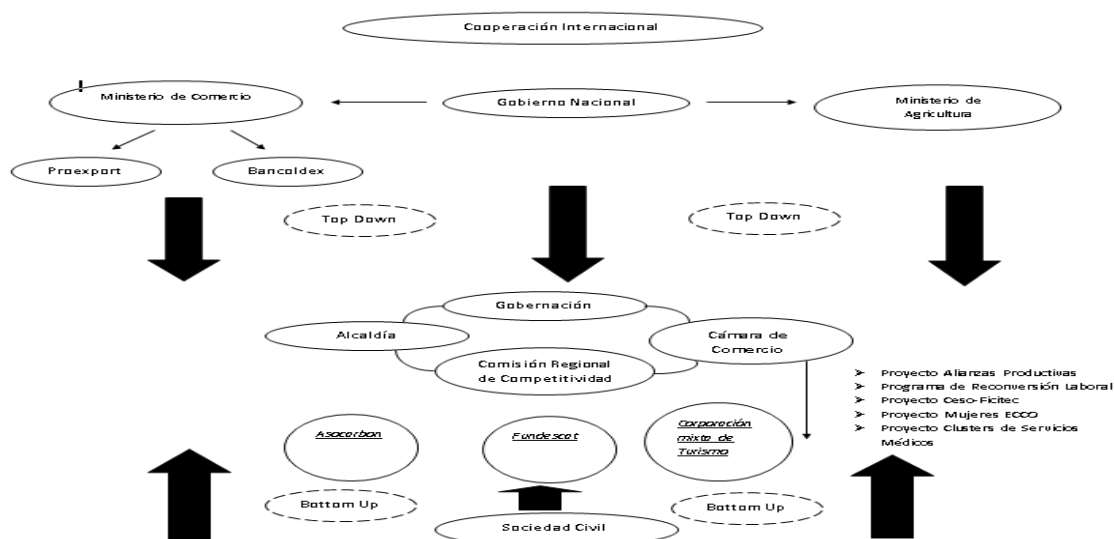 Cooperación Internacional
Ministerio de Comercio
Gobierno Nacional
Ministerio de
Agricultura
Proexport
Bancoldex
Top Down
Top Down
Gobernación
Alcaldía
Cámara de
Comercio
Comisión Regional
de Competitividad
➢ Proyecto Alianzas Productivas
➢ Programa de Reconversión Laboral
➢ Proyecto Ceso-Ficitec
➢ Proyecto Mujeres ECCO
➢ Proyecto Clusters de Servicios
Médicos
Asocarbon
Fundescat
Corporación
mixta de
Turismo
Bottom Up
Bottom Up
Sociedad Civil